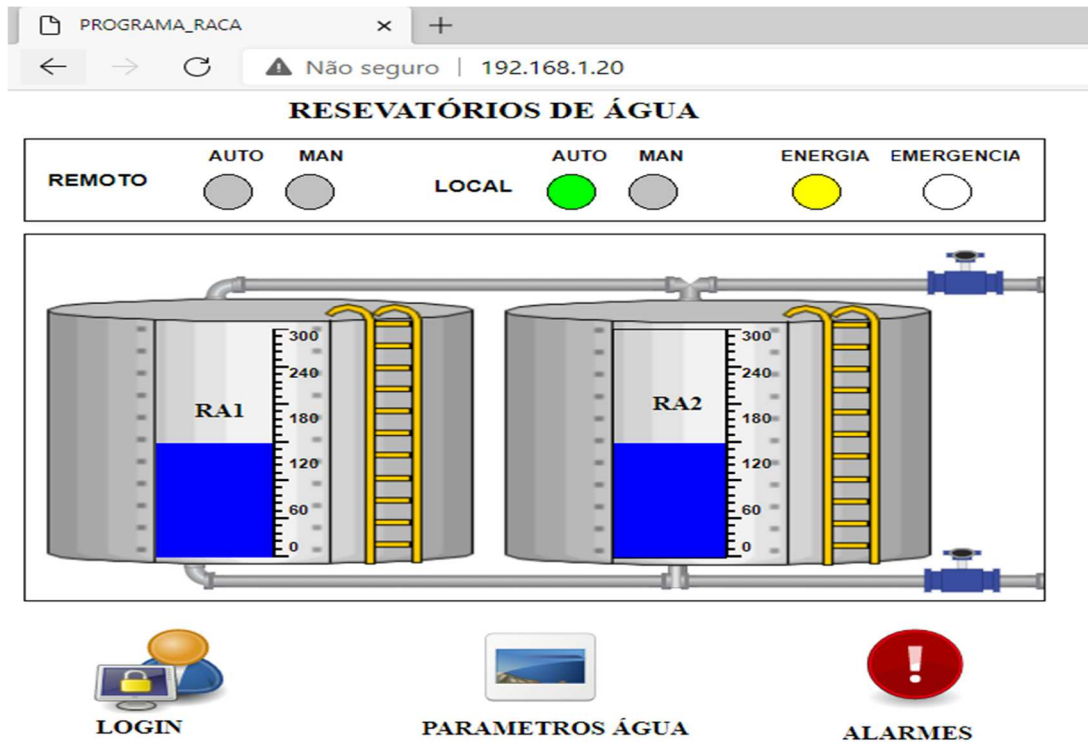 PROGRAMA_RACA
Não seguro | 192.168.1.20
RESEVATÓRIOS DE ÁGUA
AUTO MAN AUTO MAN ENERGIA EMERGENCIA
REMOTO LOCAL
300 300
240 240
RA1 RA2
180 180
120 120
60 60
0 0
LOGIN PARAMETROS ÁGUA ALARMES